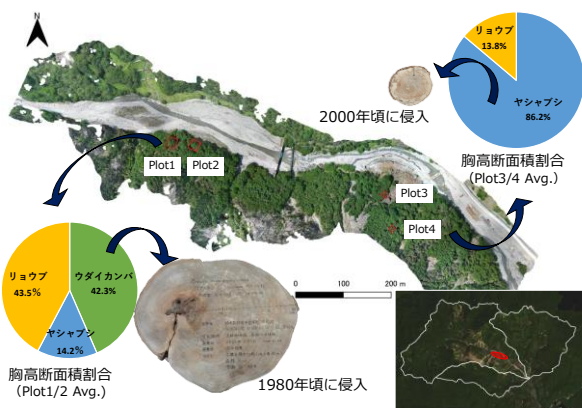 N
リョウブ
13.8%
ヤシャブシ
86.2%
2000年頃に侵入
胸高断面積割合
(Plot3/4 Avg.)
Plot1
Plot2
Plot3
Plot4
リョウブ
43.5%
ウダイカンバ
42.3%
ヤシャブシ
14.2%
胸高断面積割合
(Plot1/2 Avg.)
1980年頃に侵入
0 100 200 m